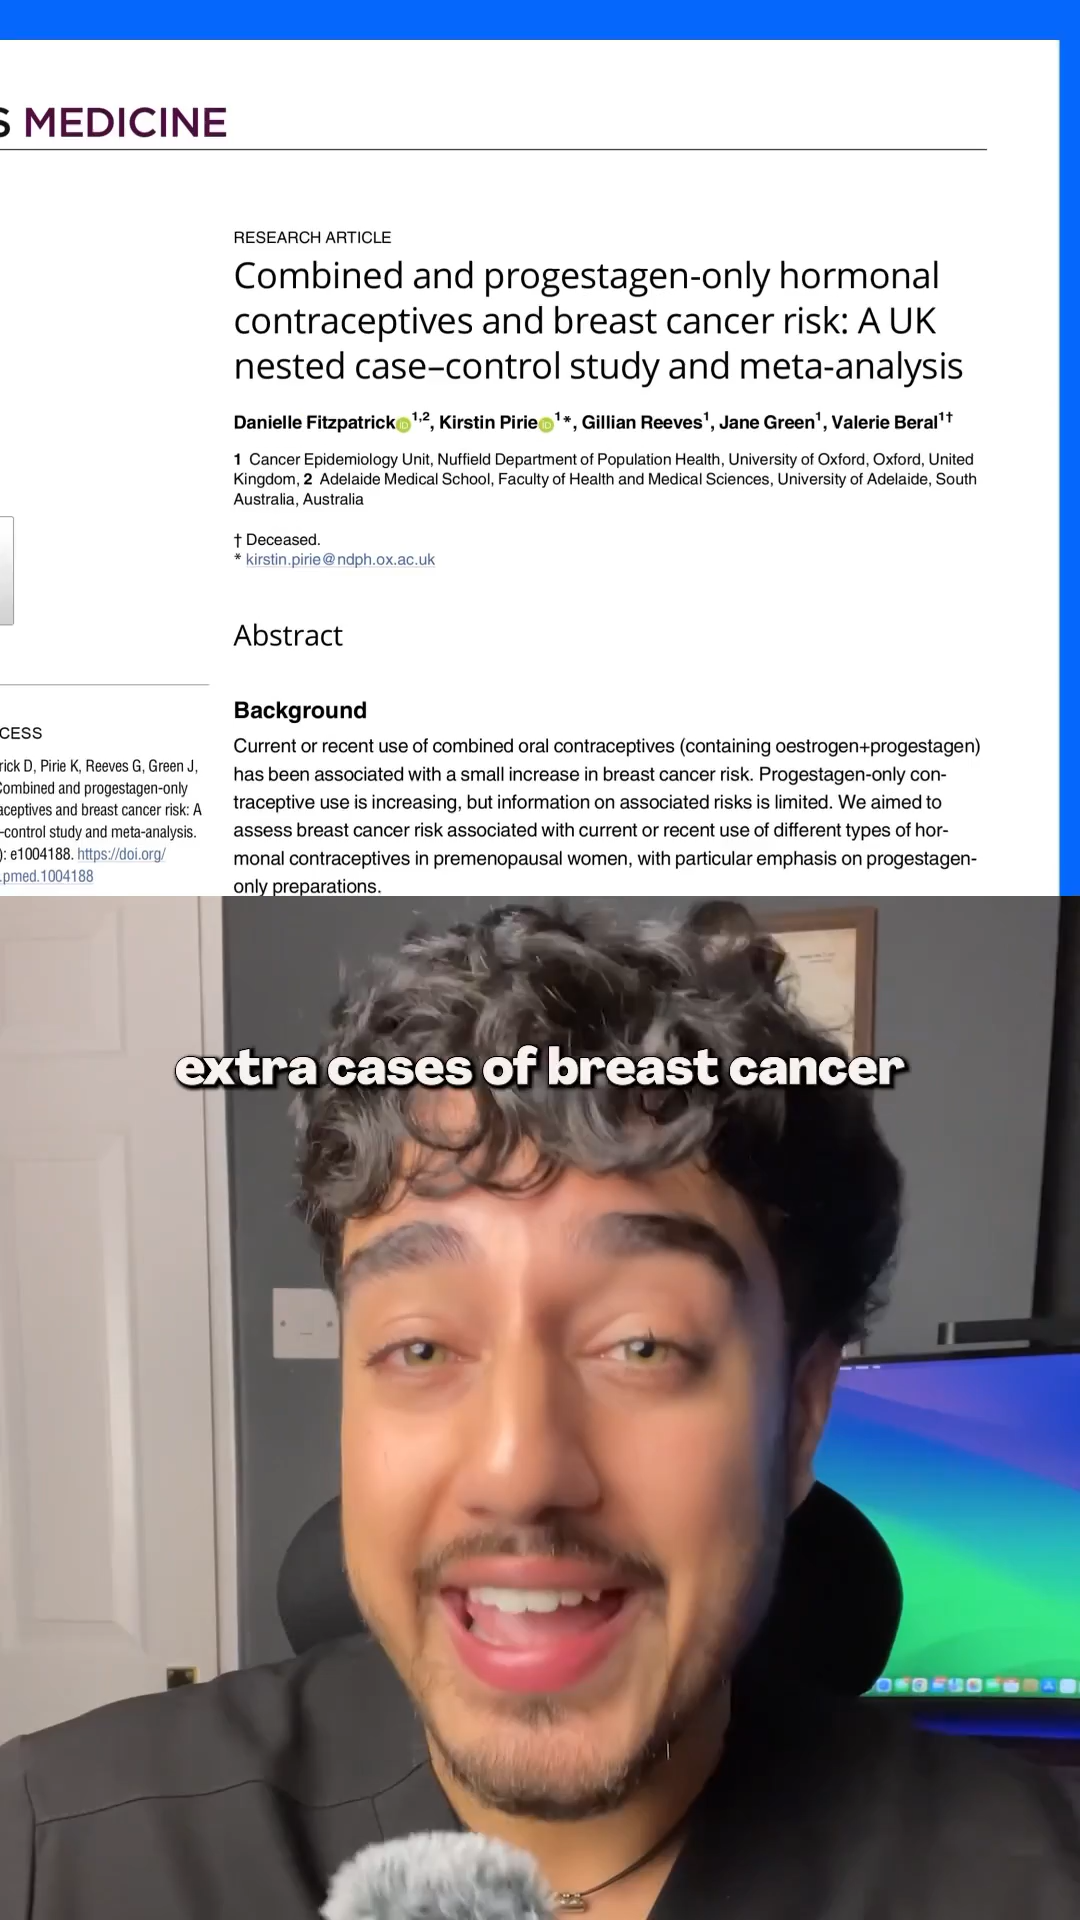 S MEDICINE
RESEARCH ARTICLE
Combined and progestagen-only hormonal
contraceptives and breast cancer risk: A UK
nested case–control study and meta-analysis
Danielle Fitzpatrick 1,2, Kirstin Pirie 1*, Gillian Reeves1, Jane Green1, Valerie Beral1†
1 Cancer Epidemiology Unit, Nuffield Department of Population Health, University of Oxford, Oxford, United
Kingdom, 2 Adelaide Medical School, Faculty of Health and Medical Sciences, University of Adelaide, South
Australia, Australia
† Deceased.
* kirstin.pirie@ndph.ox.ac.uk
Abstract
Background
Current or recent use of combined oral contraceptives (containing oestrogen+progestagen)
has been associated with a small increase in breast cancer risk. Progestagen-only con-
traceptive use is increasing, but information on associated risks is limited. We aimed to
assess breast cancer risk associated with current or recent use of different types of hor-
monal contraceptives in premenopausal women, with particular emphasis on progestagen-
only preparations.
CESS
rick D, Pirie K, Reeves G, Green J,
Combined and progestagen-only
aceptives and breast cancer risk: A
–control study and meta-analysis.
): e1004188. https://doi.org/
.pmed.1004188
extra cases of breast cancer